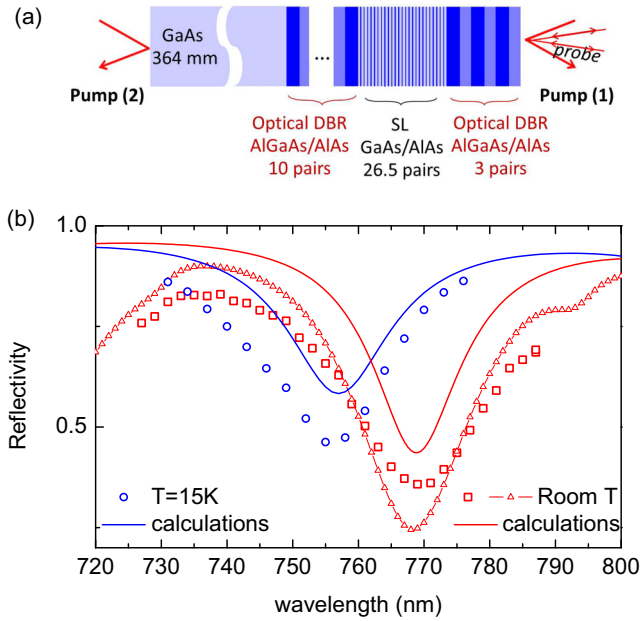 (a)
GaAs
364 mm
...
probe
Pump (2)
Pump (1)
Optical DBR
AlGaAs/AlAs
10 pairs
SL
GaAs/AlAs
26.5 pairs
Optical DBR
AlGaAs/AlAs
3 pairs
(b)
1.0
0.5
Reflectivity
T=15K
calculations
Room T
calculations
720 730 740 750 760 770 780 790 800
wavelength (nm)